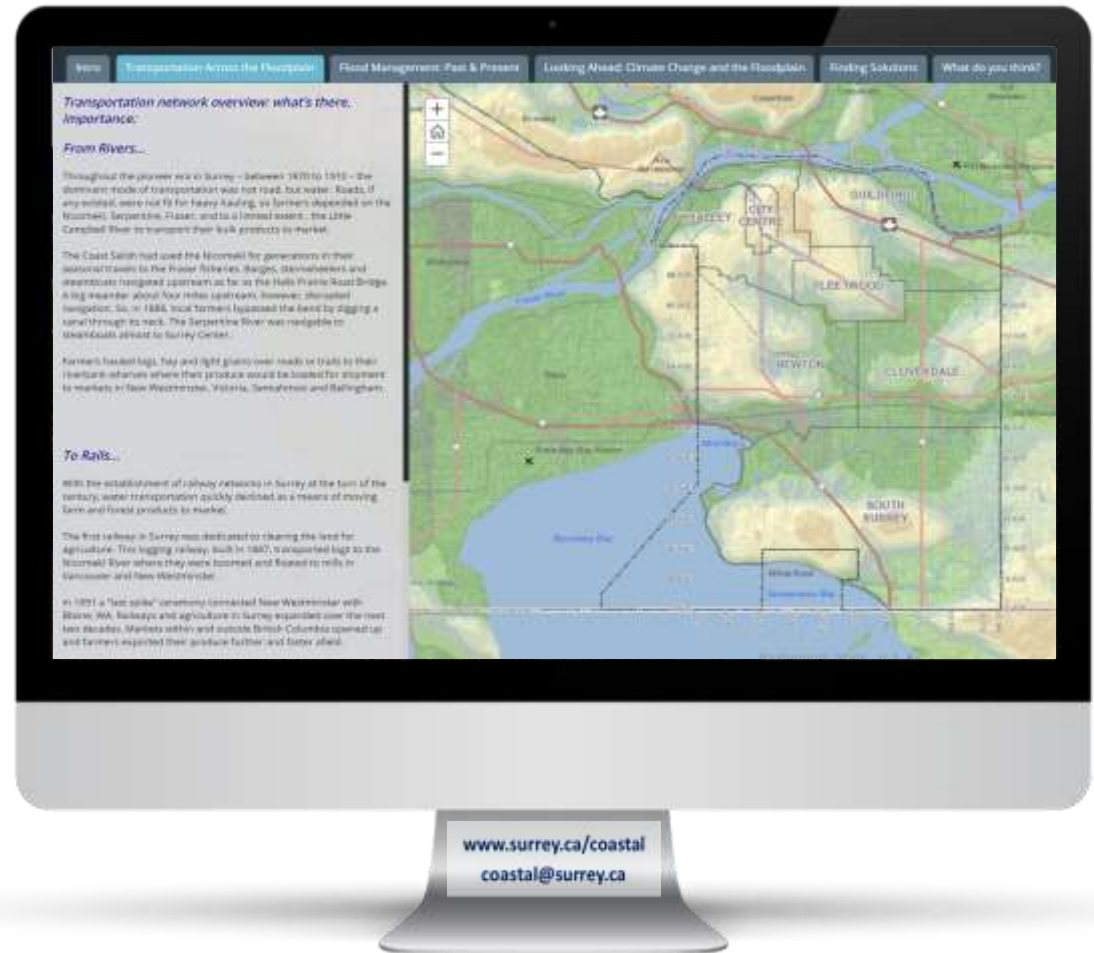 Intro
Transportation Across the Floodplain
Flood Management: Past & Present
Looking Ahead: Climate Change and the Floodplain
Finding Solutions
What do you think?
Transportation network overview: what's there,
importance:
From Rivers...
Throughout the pioneer era in Surrey – between 1870 to 1910 – the
dominant mode of transportation was not road, but water. Roads, if
any existed, were not fit for heavy hauling, so farmers depended on the
Nicomekl, Serpentine, Fraser, and to a limited extent, the Little
Campbell River to transport their bulk products to market.
The Coast Salish had used the Nicomekl for generations in their
seasonal travels to the Fraser fisheries. Barges, sternwheelers and
steamboats navigated upstream as far as the Halls Prairie Road Bridge.
A big meander about four miles upstream, however, disrupted
navigation. So, in 1888, local farmers bypassed the bend by digging a
canal through its neck. The Serpentine River was navigable to
steamboats almost to Surrey Center.
Farmers hauled logs, hay and light grains over roads or trails to their
riverbank wharves where their produce would be loaded for shipment
to markets in New Westminster, Victoria, Semiahmoo and Bellingham.
To Rails...
With the establishment of railway networks in Surrey at the turn of the
century, water transportation quickly declined as a means of moving
farm and forest products to market.
The first railway in Surrey was dedicated to clearing the land for
agriculture. This logging railway, built in 1887, transported logs to the
Nicomekl River where they were boomed and floated to mills in
Vancouver and New Westminster.
In 1891 a "last spike" ceremony connected New Westminster with
Blaine, WA. Railways and agriculture in Surrey expanded over the next
two decades. Markets within and outside British Columbia opened up
and farmers exported their produce further and faster afield.
+
−
GUILDFORD
WHALLEY
CITY
CENTRE
FLEETWOOD
NEWTON
CLOVERDALE
Boundary Bay
SOUTH
SURREY
White Rock
Semiahmoo Bay
www.surrey.ca/coastal
coastal@surrey.ca